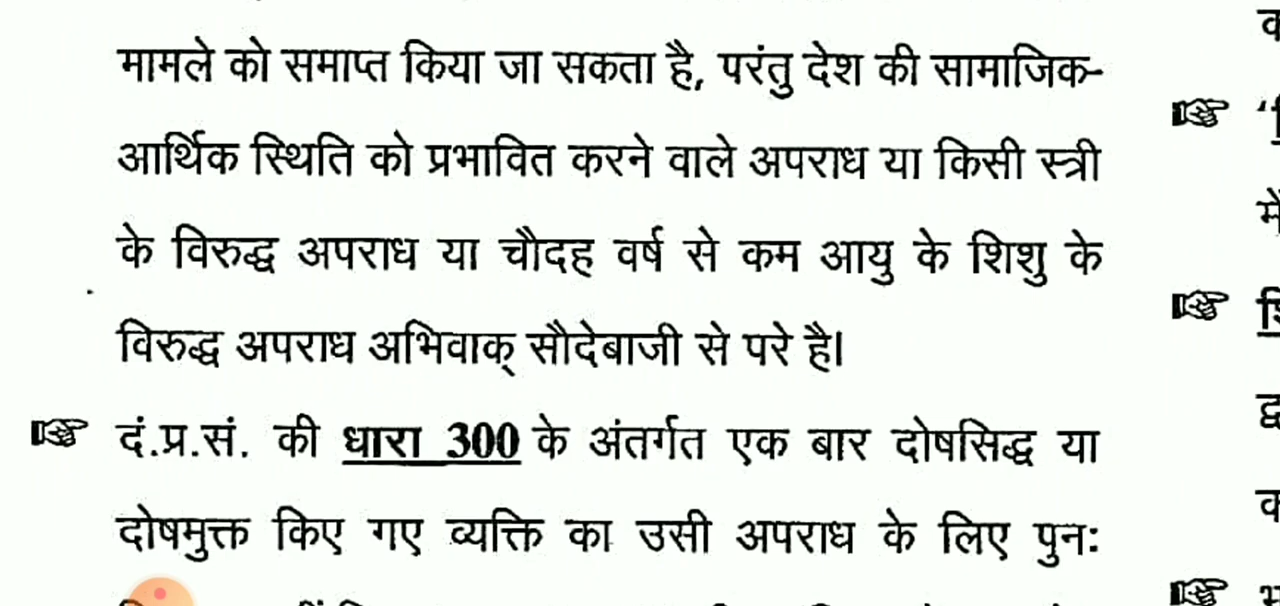 मामले को समाप्त किया जा सकता है, परंतु देश की सामाजिक-
आर्थिक स्थिति को प्रभावित करने वाले अपराध या किसी स्त्री
के विरुद्ध अपराध या चौदह वर्ष से कम आयु के शिशु के
विरुद्ध अपराध अभिवाक् सौदेबाजी से परे है।
☞ दं.प्र.सं. की धारा 300 के अंतर्गत एक बार दोषसिद्ध या
दोषमुक्त किए गए व्यक्ति का उसी अपराध के लिए पुनः